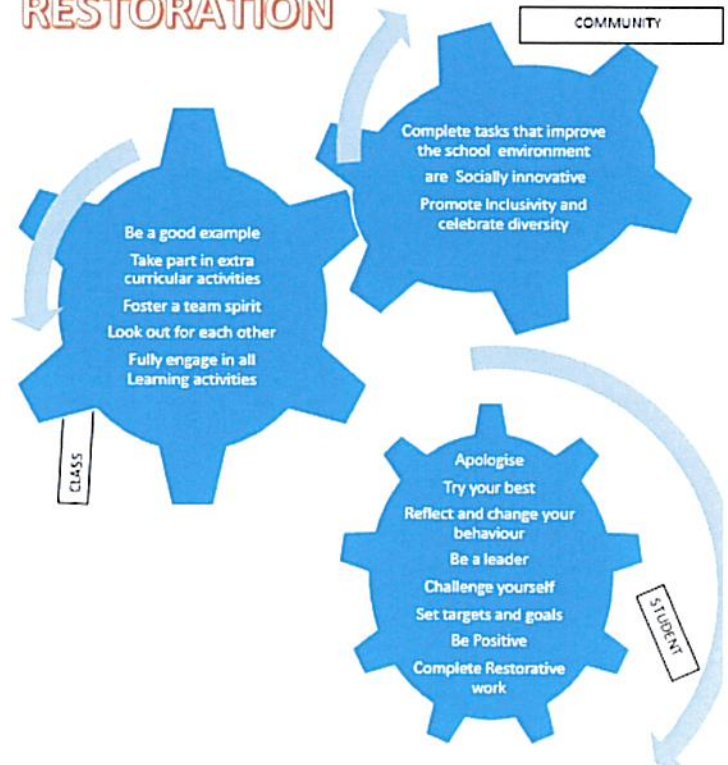 RESTORATION
COMMUNITY
Complete tasks that improve
the school environment
are Socially innovative
Promote Inclusivity and
celebrate diversity
Be a good example
Take part in extra
curricular activities
Foster a team spirit
Look out for each other
Fully engage in all
Learning activities
CLASS
Apologise
Try your best
Reflect and change your
behaviour
Be a leader
Challenge yourself
Set targets and goals
Be Positive
Complete Restorative
work
STUDENT